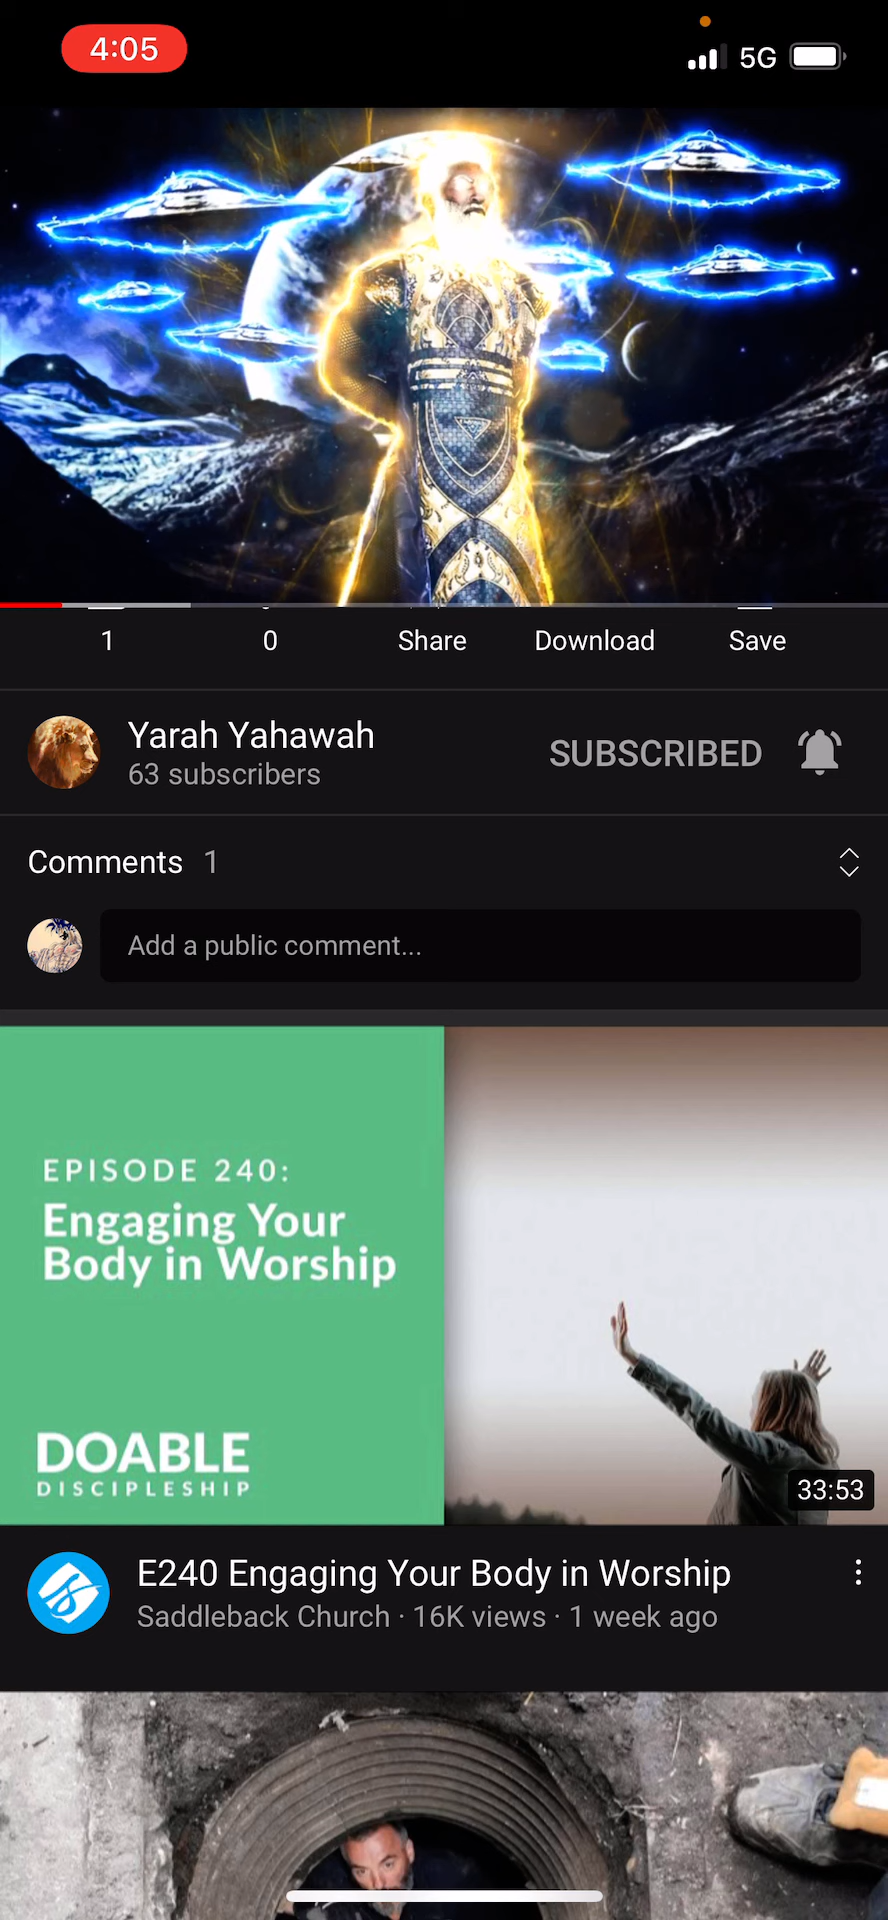 4:05
5G
1
0
Share
Download
Save
Yarah Yahawah
63 subscribers
SUBSCRIBED
Comments 1
Add a public comment...
EPISODE 240:
Engaging Your
Body in Worship
DOABLE
DISCIPLESHIP
33:53
E240 Engaging Your Body in Worship
Saddleback Church · 16K views · 1 week ago